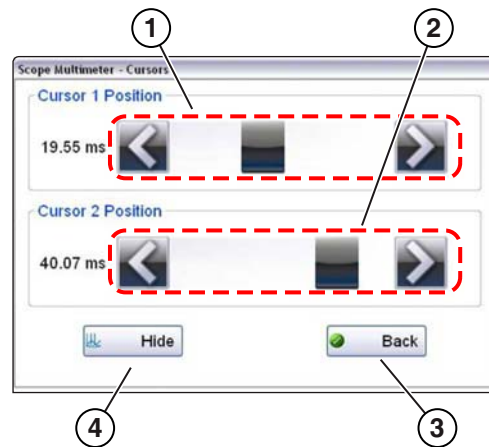 1
2
Scope Multimeter - Cursors
Cursor 1 Position
19.55 ms
Cursor 2 Position
40.07 ms
Hide
Back
4
3